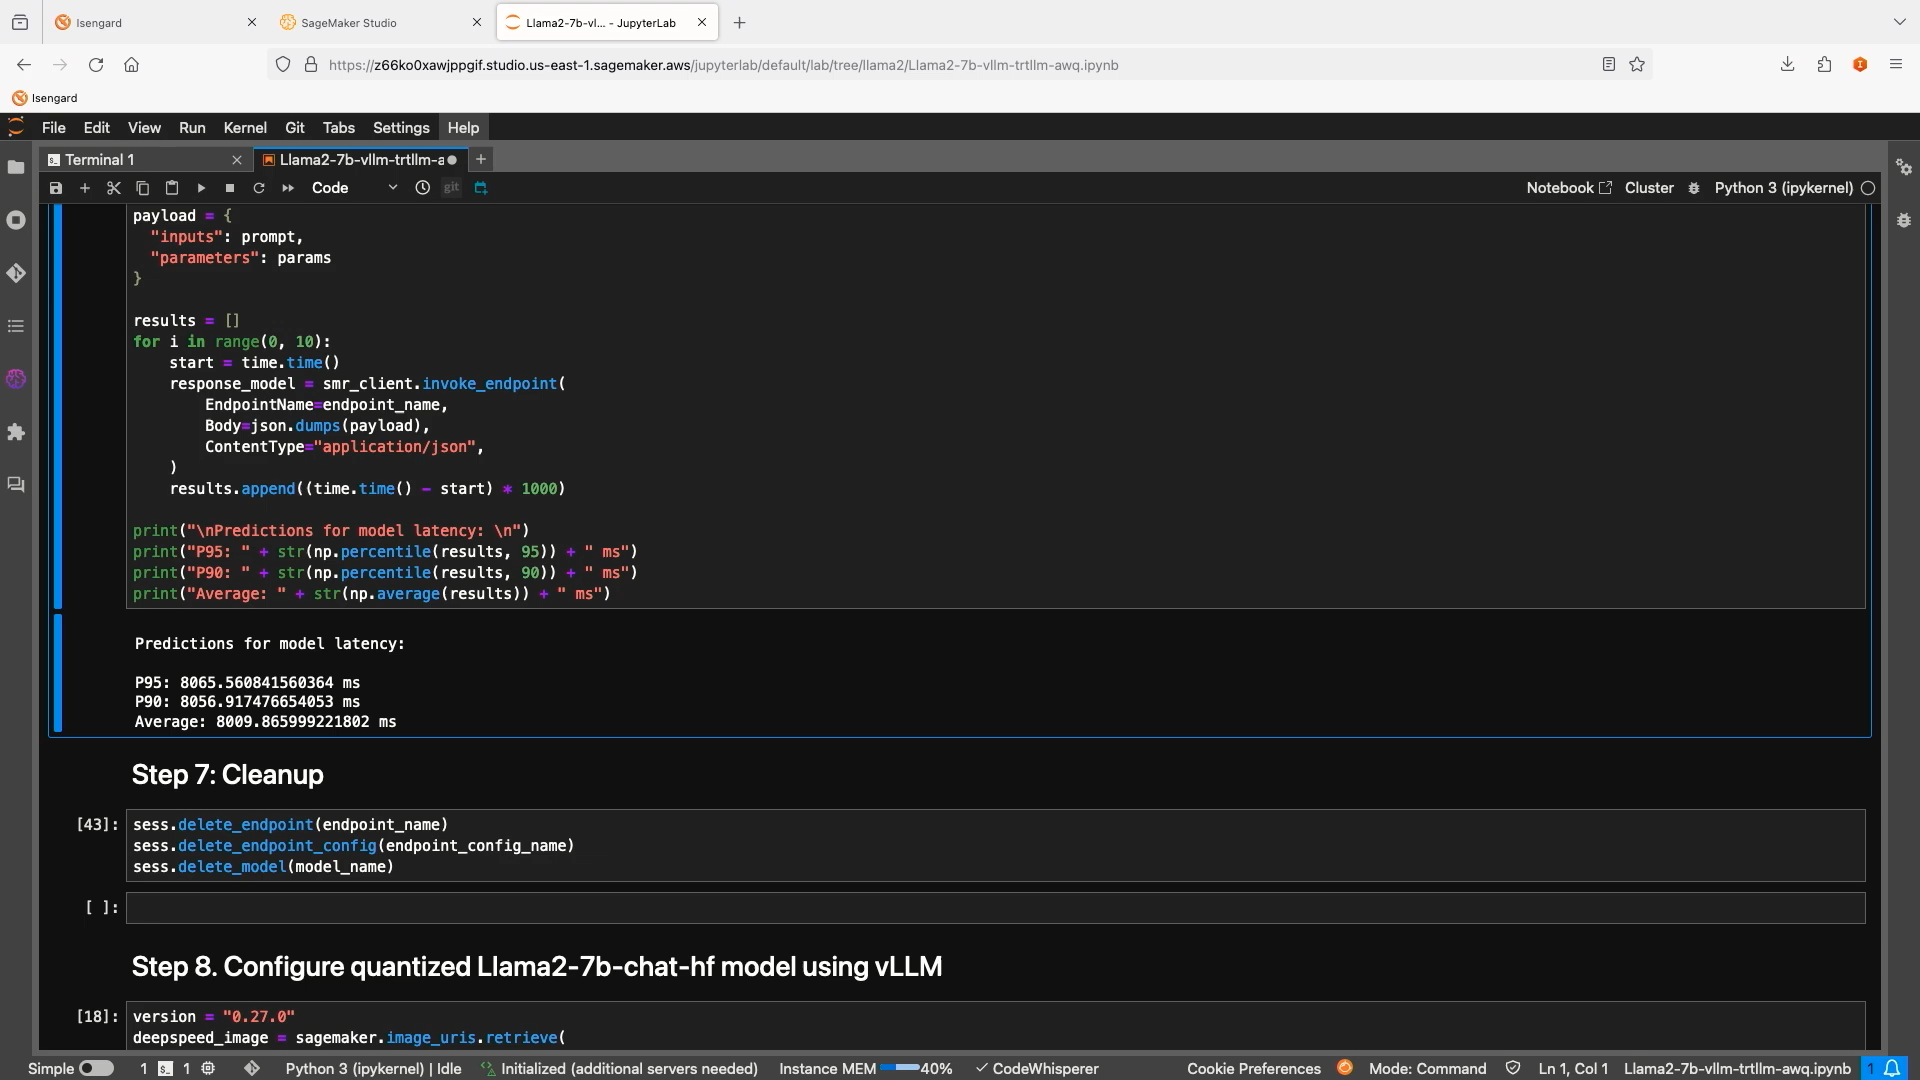 Isengard
SageMaker Studio
Llama2-7b-vl... - JupyterLab
https://z66ko0xawjppgif.studio.us-east-1.sagemaker.aws/jupyterlab/default/lab/tree/llama2/Llama2-7b-vllm-trtllm-awq.ipynb
Isengard
File Edit View Run Kernel Git Tabs Settings Help
Terminal 1
Llama2-7b-vllm-trtllm-a
Code
git
Notebook
Cluster
Python 3 (ipykernel)
payload = {
"inputs": prompt,
"parameters": params
}
results = []
for i in range(0, 10):
start = time.time()
response_model = smr_client.invoke_endpoint(
EndpointName=endpoint_name,
Body=json.dumps(payload),
ContentType="application/json",
)
results.append((time.time() - start) * 1000)
print("\nPredictions for model latency: \n")
print("P95: " + str(np.percentile(results, 95)) + " ms")
print("P90: " + str(np.percentile(results, 90)) + " ms")
print("Average: " + str(np.average(results)) + " ms")
Predictions for model latency:
P95: 8065.560841560364 ms
P90: 8056.917476654053 ms
Average: 8009.865999221802 ms
Step 7: Cleanup
[43]: sess.delete_endpoint(endpoint_name)
sess.delete_endpoint_config(endpoint_config_name)
sess.delete_model(model_name)
[ ]:
Step 8. Configure quantized Llama2-7b-chat-hf model using vLLM
[18]: version = "0.27.0"
deepspeed_image = sagemaker.image_uris.retrieve(
Simple 1 1 Python 3 (ipykernel) | Idle Initialized (additional servers needed) Instance MEM 40% CodeWhisperer Cookie Preferences Mode: Command Ln 1, Col 1 Llama2-7b-vllm-trtllm-awq.ipynb 1